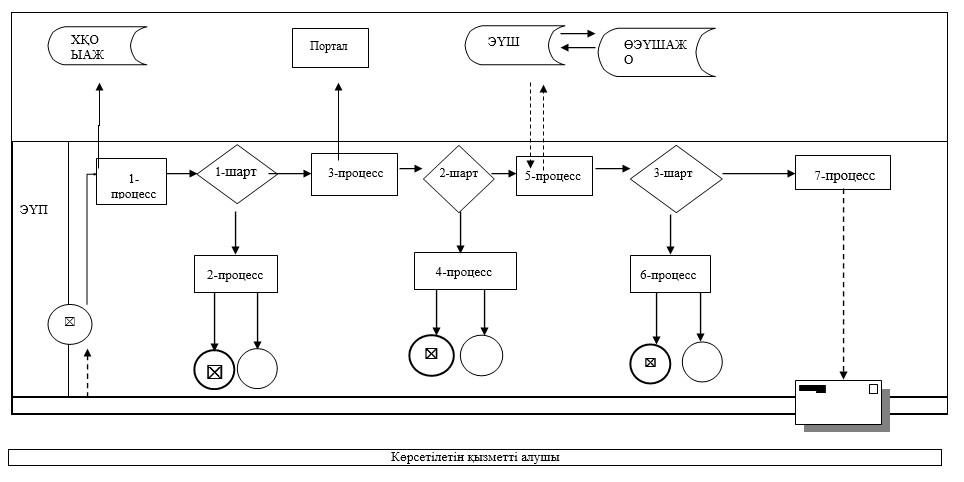 ХҚО
ЫАЖ
Портал
ЭҮШ
ӨЭҮШАЖ
О
ЭҮП
1-
процесс
1-шарт
3-процесс
2-шарт
5-процесс
3-шарт
7-процесс
2-процесс
4-процесс
6-процесс
Көрсетілетін қызметті алушы